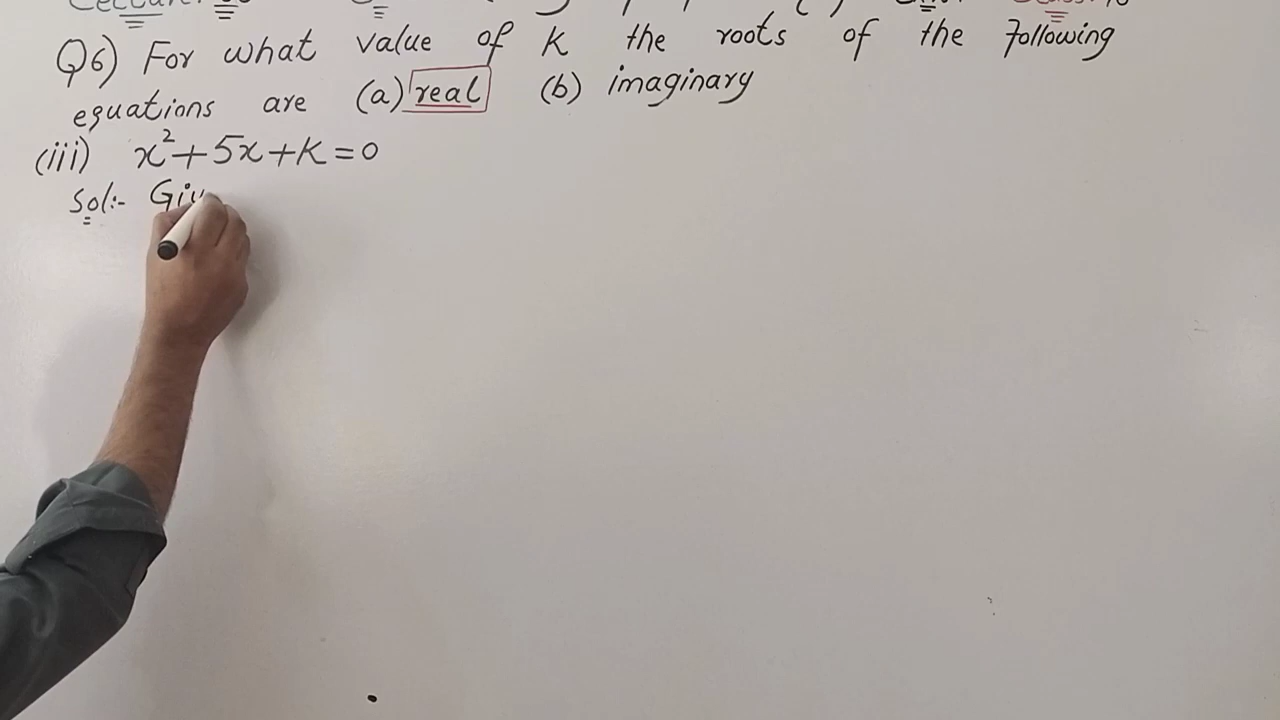 Q6) For what value of K the roots of the following
equations are (a) real (b) imaginary
(iii) x²+5x+K=0
Sol:- Giv